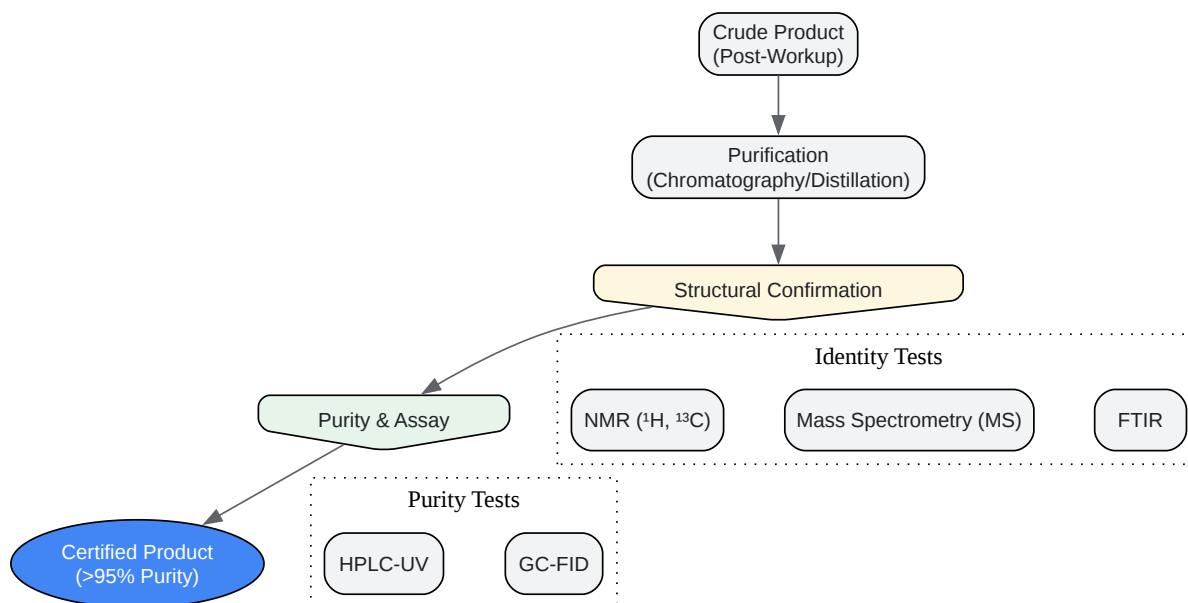 Crude Product
(Post-Workup)
Purification
(Chromatography/Distillation)
Structural Confirmation
Identity Tests
NMR (¹H, ¹³C)
Mass Spectrometry (MS)
FTIR
Purity & Assay
Purity Tests
HPLC-UV
GC-FID
Certified Product
(>95% Purity)